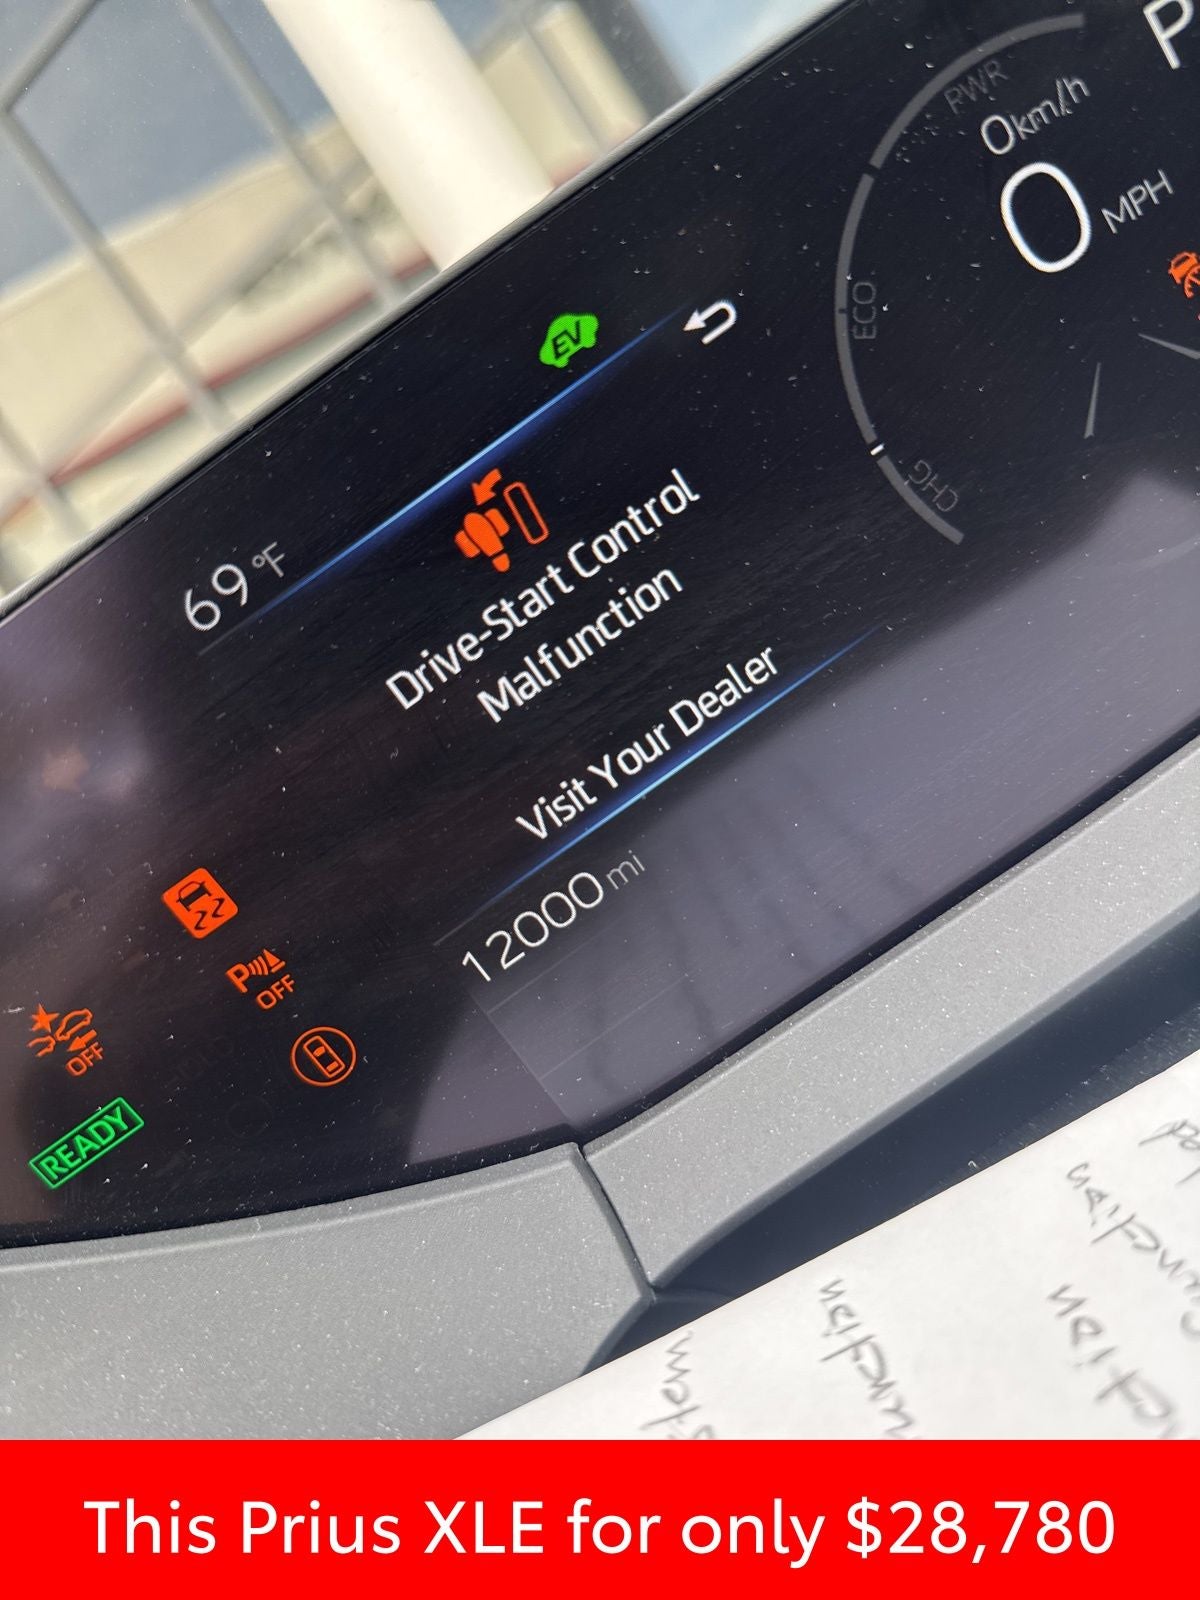 P
PWR
0km/h
0 MPH
ECO
CHG
EV
69°F
Drive-Start Control
Malfunction
Visit Your Dealer
12000 mi
P
OFF
OFF
READY
This Prius XLE for only $28,780